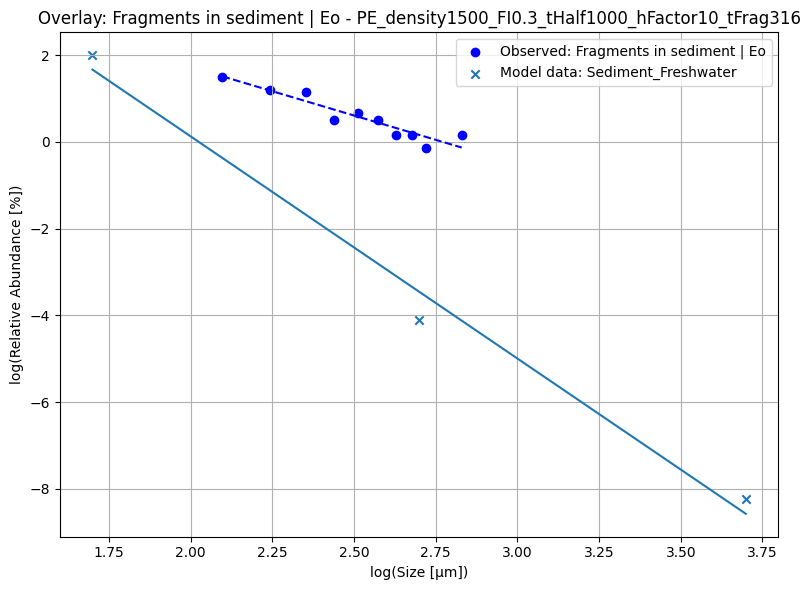 Overlay: Fragments in sediment | Eo - PE_density1500_FI0.3_tHalf1000_hFactor10_tFrag316
Observed: Fragments in sediment | Eo
Model data: Sediment_Freshwater
log(Relative Abundance [%])
2
0
−2
−4
−6
−8
1.75 2.00 2.25 2.50 2.75 3.00 3.25 3.50 3.75
log(Size [μm])